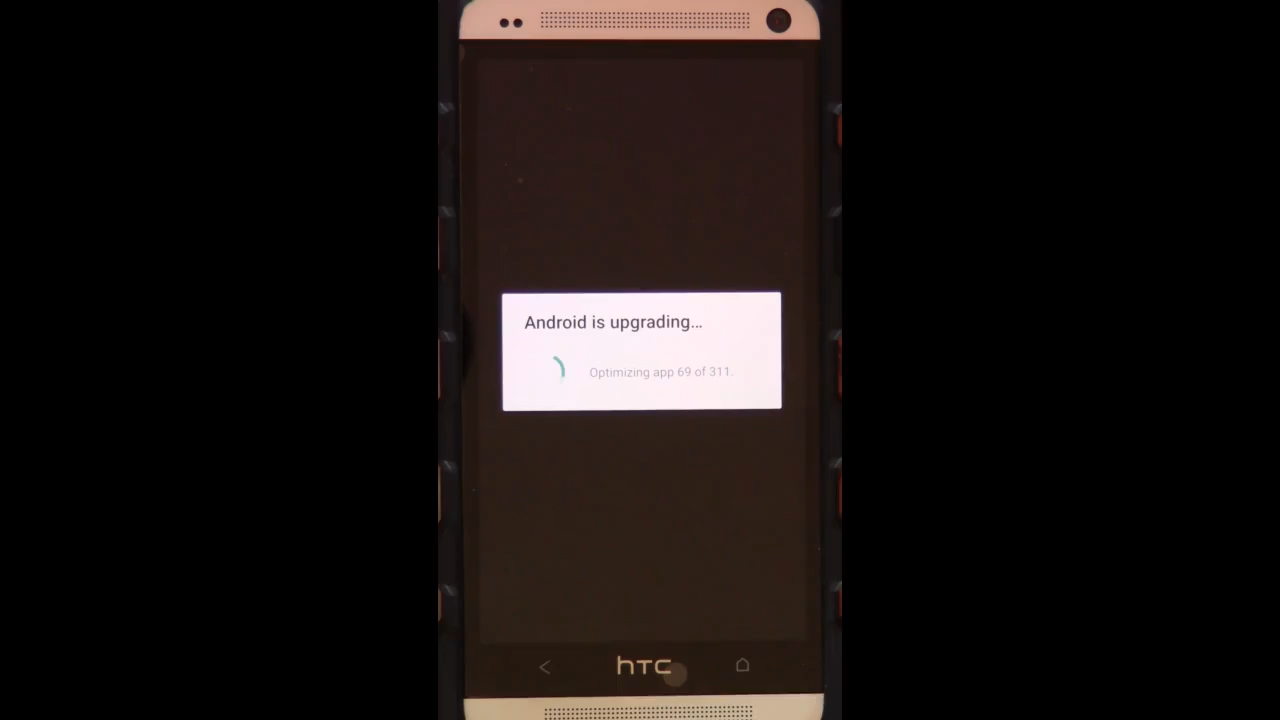 Android is upgrading...
Optimizing app 69 of 311.
hTC